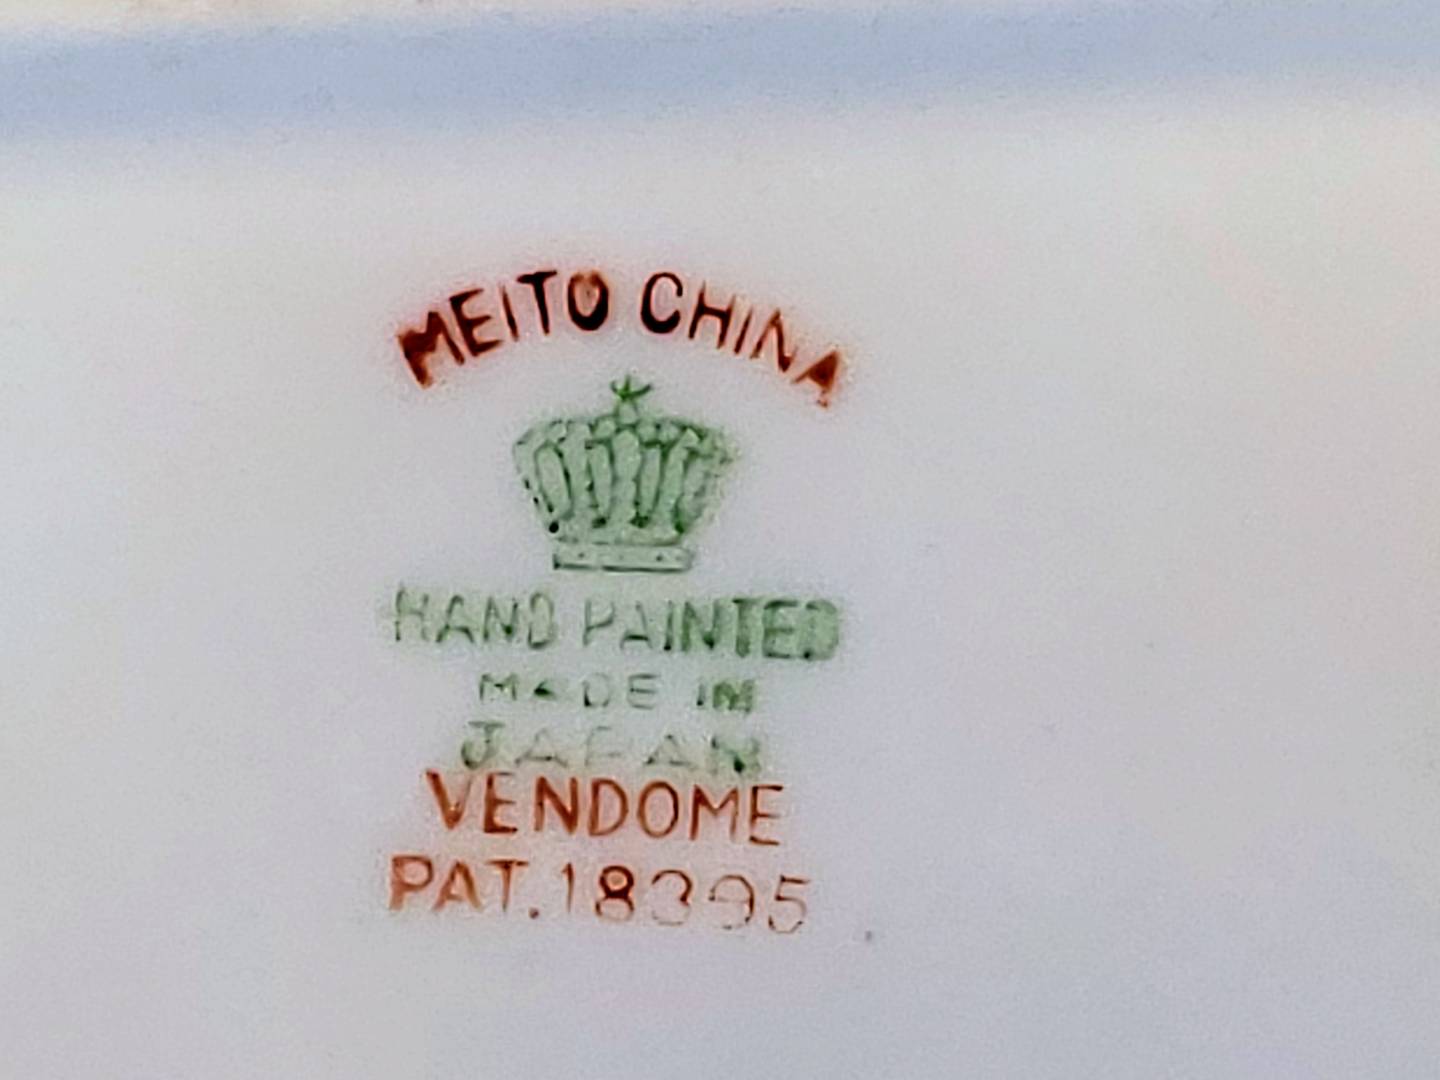 MEITO CHINA
HAND PAINTED
MADE IN
JAPAN
VENDOME
PAT. 18395